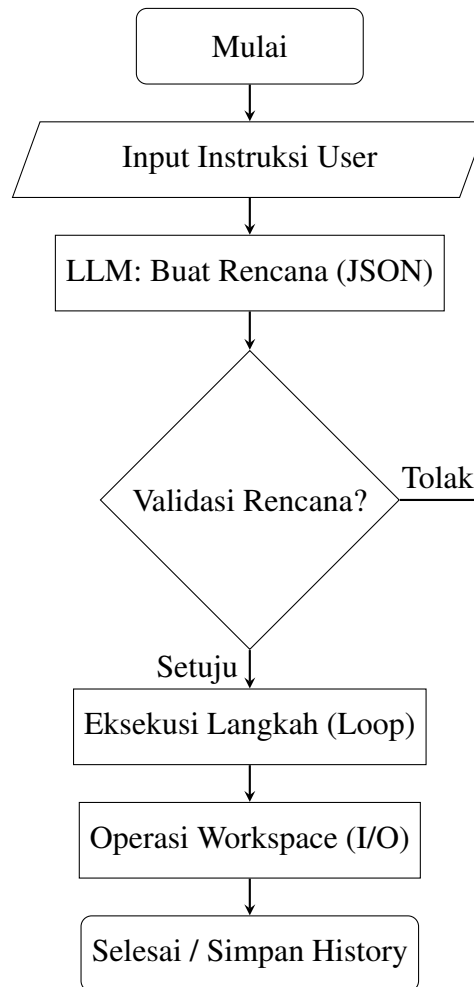 Mulai
Input Instruksi User
LLM: Buat Rencana (JSON)
Validasi Rencana?
Tolak
Setuju
Eksekusi Langkah (Loop)
Operasi Workspace (I/O)
Selesai / Simpan History